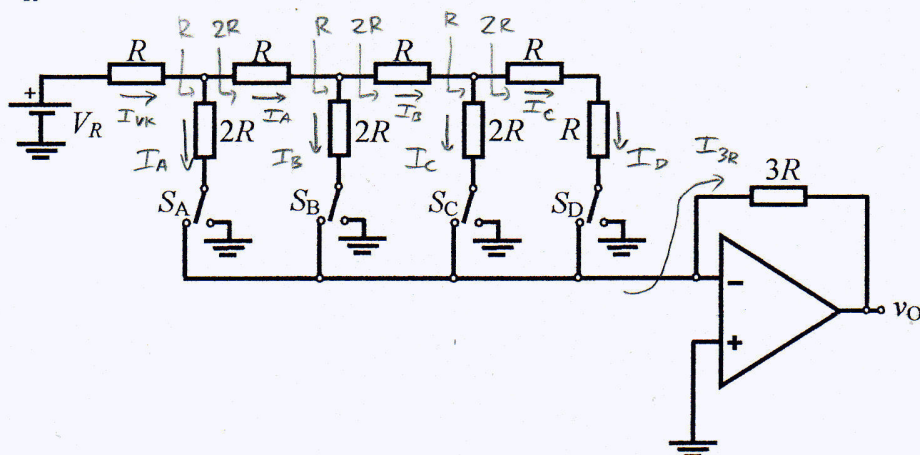 R 2R R 2R R 2R
R R R R
+
V_R I_VK I_A I_B I_C
2R 2R 2R R
I_A I_B I_C I_D I_3R
3R
S_A S_B S_C S_D
−
v_O
+